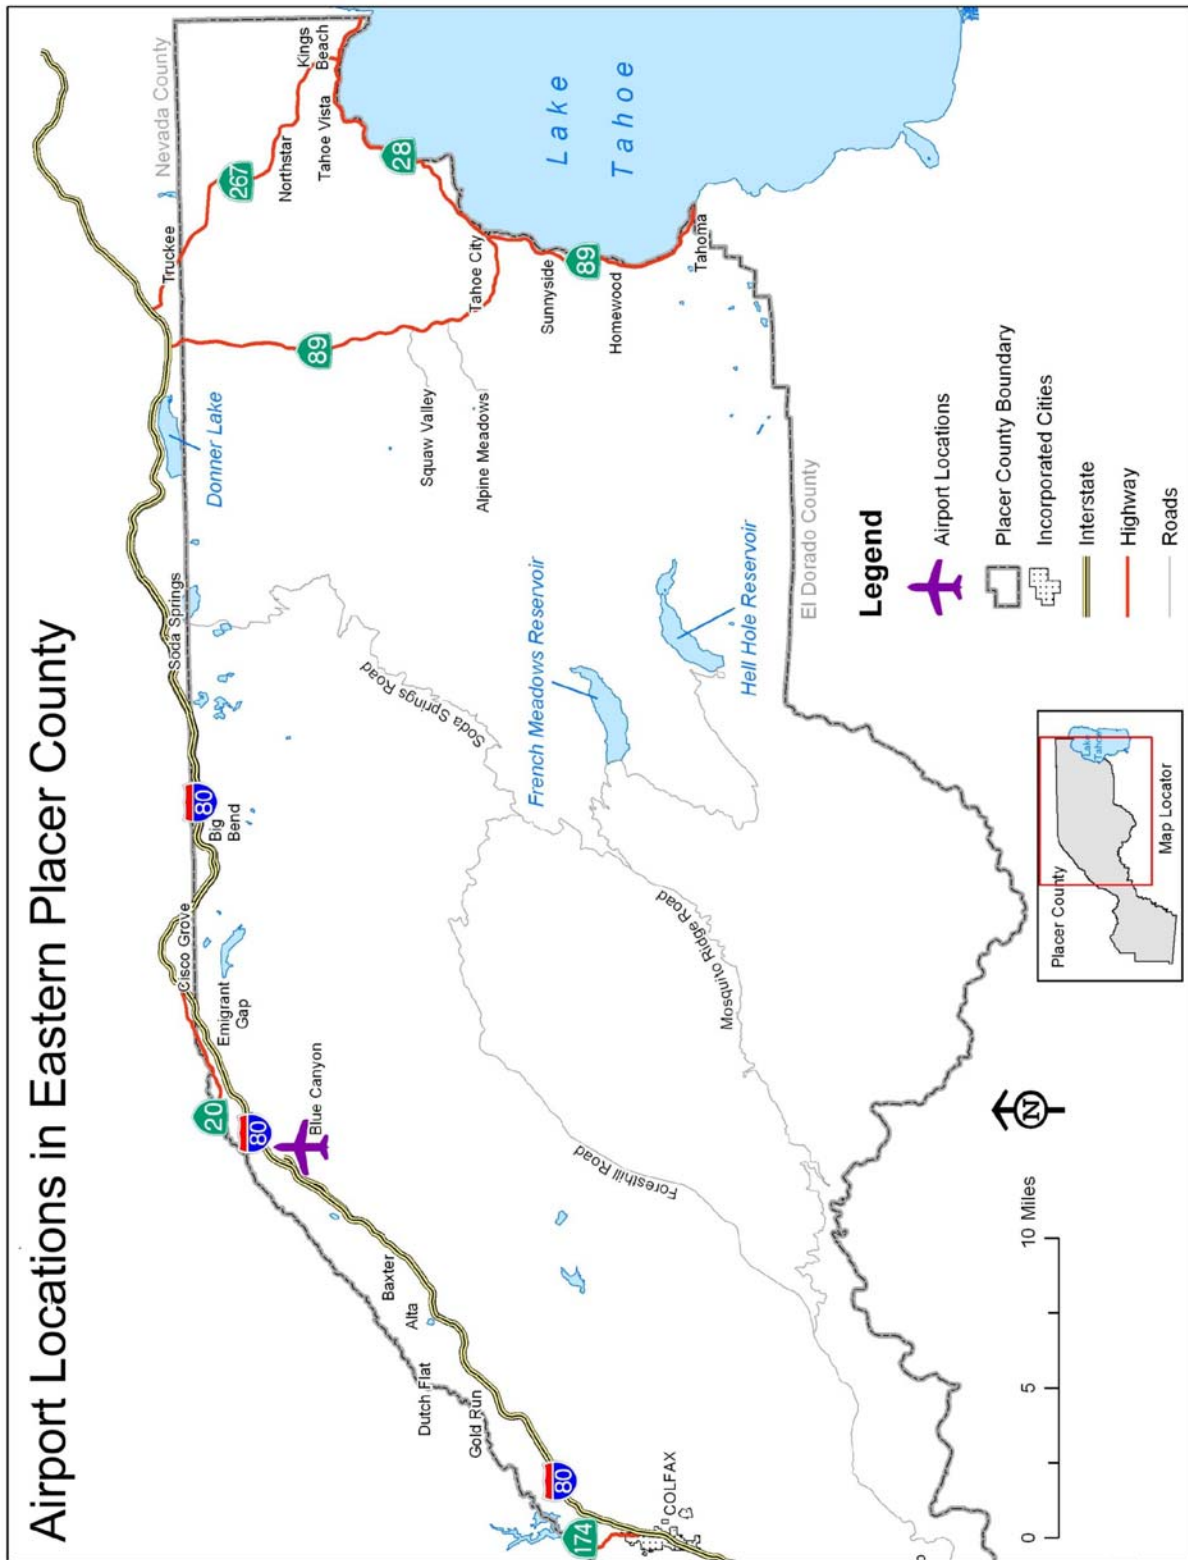 Airport Locations in Eastern Placer County
Nevada County
Truckee
267
Northstar
Kings
Beach
Tahoe Vista
28
Lake
Tahoe
89
Tahoe City
Sunnyside
89
Homewood
Tahoma
Donner Lake
Squaw Valley
Alpine Meadows
Soda Springs
Soda Springs Road
French Meadows Reservoir
Hell Hole Reservoir
El Dorado County
80
Big
Bend
Cisco Grove
Emigrant
Gap
20
80
Blue Canyon
Mosquito Ridge Road
Foresthill Road
Baxter
Alta
Dutch Flat
Gold Run
80
174
COLFAX
Legend
Airport Locations
Placer County Boundary
Incorporated Cities
Interstate
Highway
Roads
Placer County
Lake
Tahoe
Map Locator
N
0
5
10 Miles